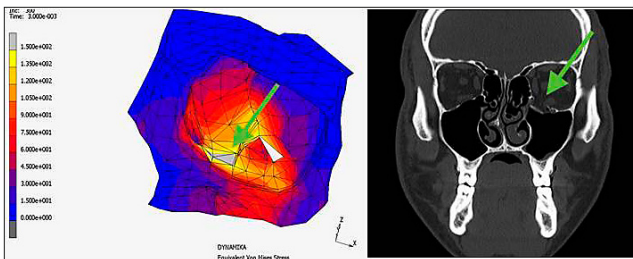 Inc: 300
Time: 3.000e-003
1.500e+002
1.350e+002
1.200e+002
1.050e+002
9.000e+001
7.500e+001
6.000e+001
4.500e+001
3.000e+001
1.500e+001
0.000e+000
Z
X
DYNAMIKA
Equivalent Von Mises Stress